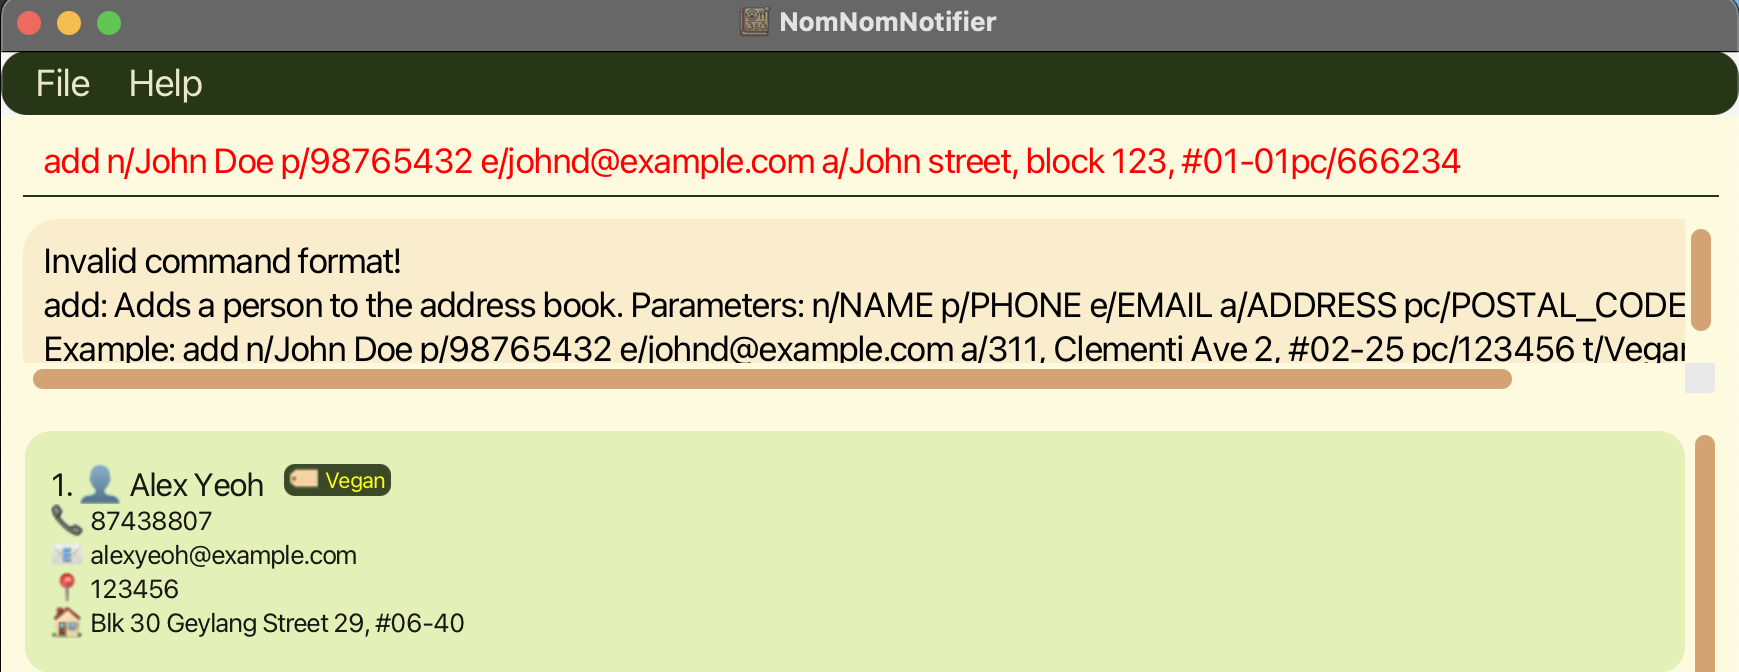 NomNomNotifier
File Help
add n/John Doe p/98765432 e/johnd@example.com a/John street, block 123, #01-01pc/666234
Invalid command format!
add: Adds a person to the address book. Parameters: n/NAME p/PHONE e/EMAIL a/ADDRESS pc/POSTAL_CODE
Example: add n/John Doe p/98765432 e/johnd@example.com a/311, Clementi Ave 2, #02-25 pc/123456
1. Alex Yeoh Vegan
87438807
alexyeoh@example.com
123456
Blk 30 Geylang Street 29, #06-40